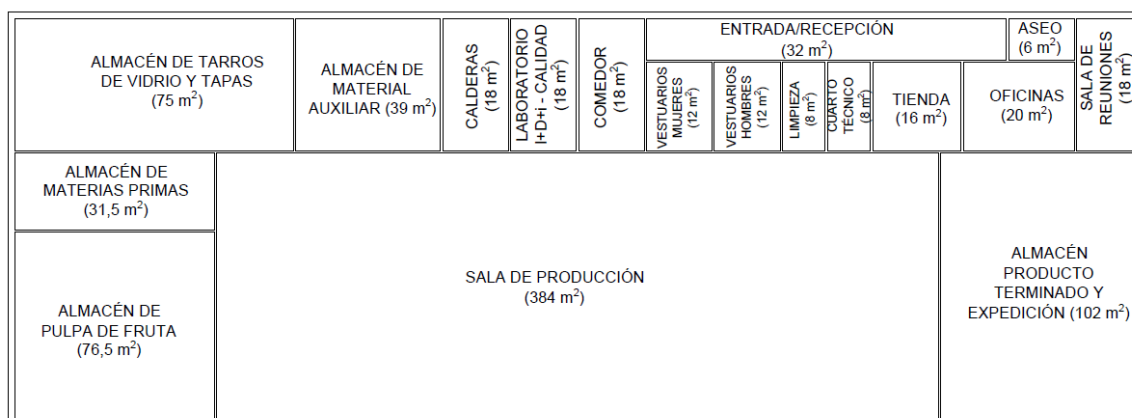 ALMACÉN DE TARROS
DE VIDRIO Y TAPAS
(75 m²)
ALMACÉN DE
MATERIAL
AUXILIAR (39 m²)
CALDERAS
(18 m²)
LABORATORIO
I+D+i - CALIDAD
(18 m²)
COMEDOR
(18 m²)
ENTRADA/RECEPCIÓN
(32 m²)
ASEO
(6 m²)
SALA DE
REUNIONES
(18 m²)
VESTUARIOS
MUJERES
(12 m²)
VESTUARIOS
HOMBRES
(12 m²)
LIMPIEZA
(8 m²)
CUARTO
TÉCNICO
(8 m²)
TIENDA
(16 m²)
OFICINAS
(20 m²)
ALMACÉN DE
MATERIAS PRIMAS
(31,5 m²)
SALA DE PRODUCCIÓN
(384 m²)
ALMACÉN
PRODUCTO
TERMINADO Y
EXPEDICIÓN (102 m²)
ALMACÉN DE
PULPA DE FRUTA
(76,5 m²)